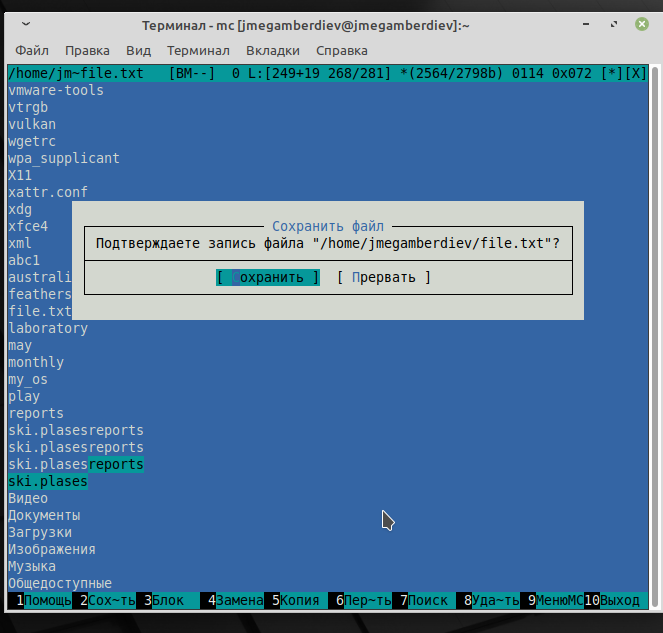 Терминал - mc [jmegamberdiev@jmegamberdiev]:~
Файл Правка Вид Терминал Вкладки Справка
/home/jm~file.txt [BM--] 0 L:[249+19 268/281] *(2564/2798b) 0114 0x072 [*][X]
vmware-tools
vtrgb
vulkan
wgetrc
wpa_supplicant
X11
xattr.conf
xdg
xfce4
xml
abc1
australi
feathers
file.txt
Сохранить файл
Подтверждаете запись файла "/home/jmegamberdiev/file.txt"?
[ Сохранить ] [ Прервать ]
laboratory
may
monthly
my_os
play
reports
ski.plasesreports
ski.plasesreports
ski.plasesreports
ski.plases
Видео
Документы
Загрузки
Изображения
Музыка
Общедоступные
1Помощь 2Сох~ть 3Блок 4Замена 5Копия 6Пер~ть 7Поиск 8Уда~ть 9МенюМС 10Выход